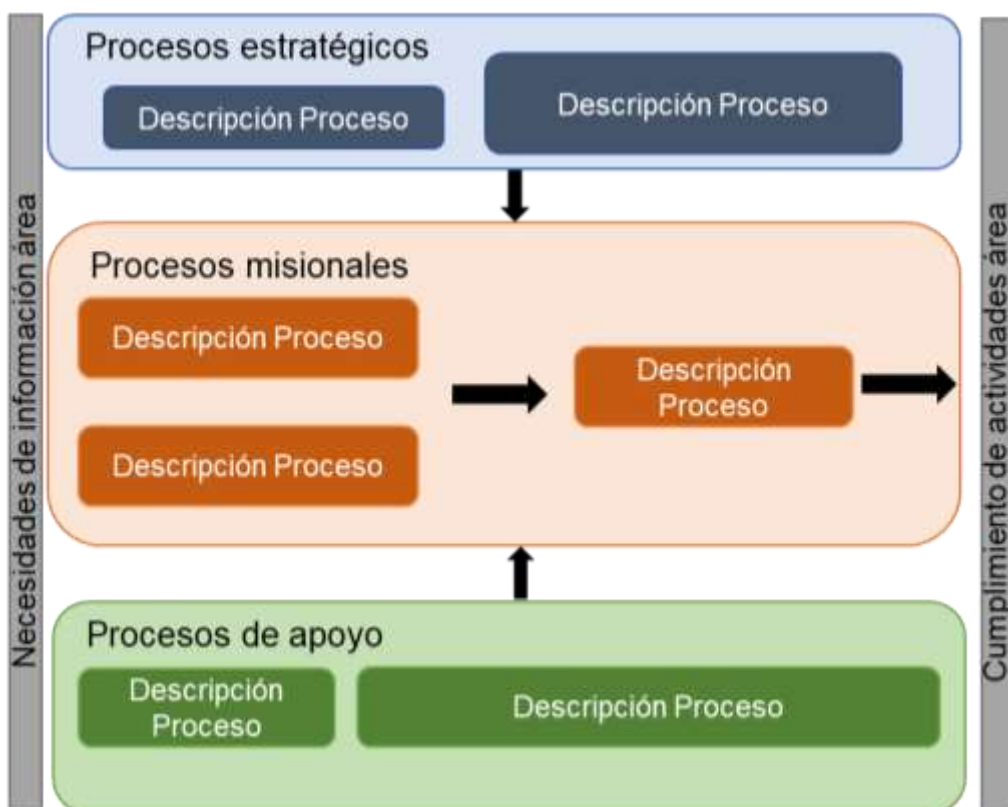 Necesidades de información área
Procesos estratégicos
Descripción Proceso
Descripción Proceso
Procesos misionales
Descripción Proceso
Descripción Proceso
Descripción
Proceso
Procesos de apoyo
Descripción
Proceso
Descripción Proceso
Cumplimiento de actividades área